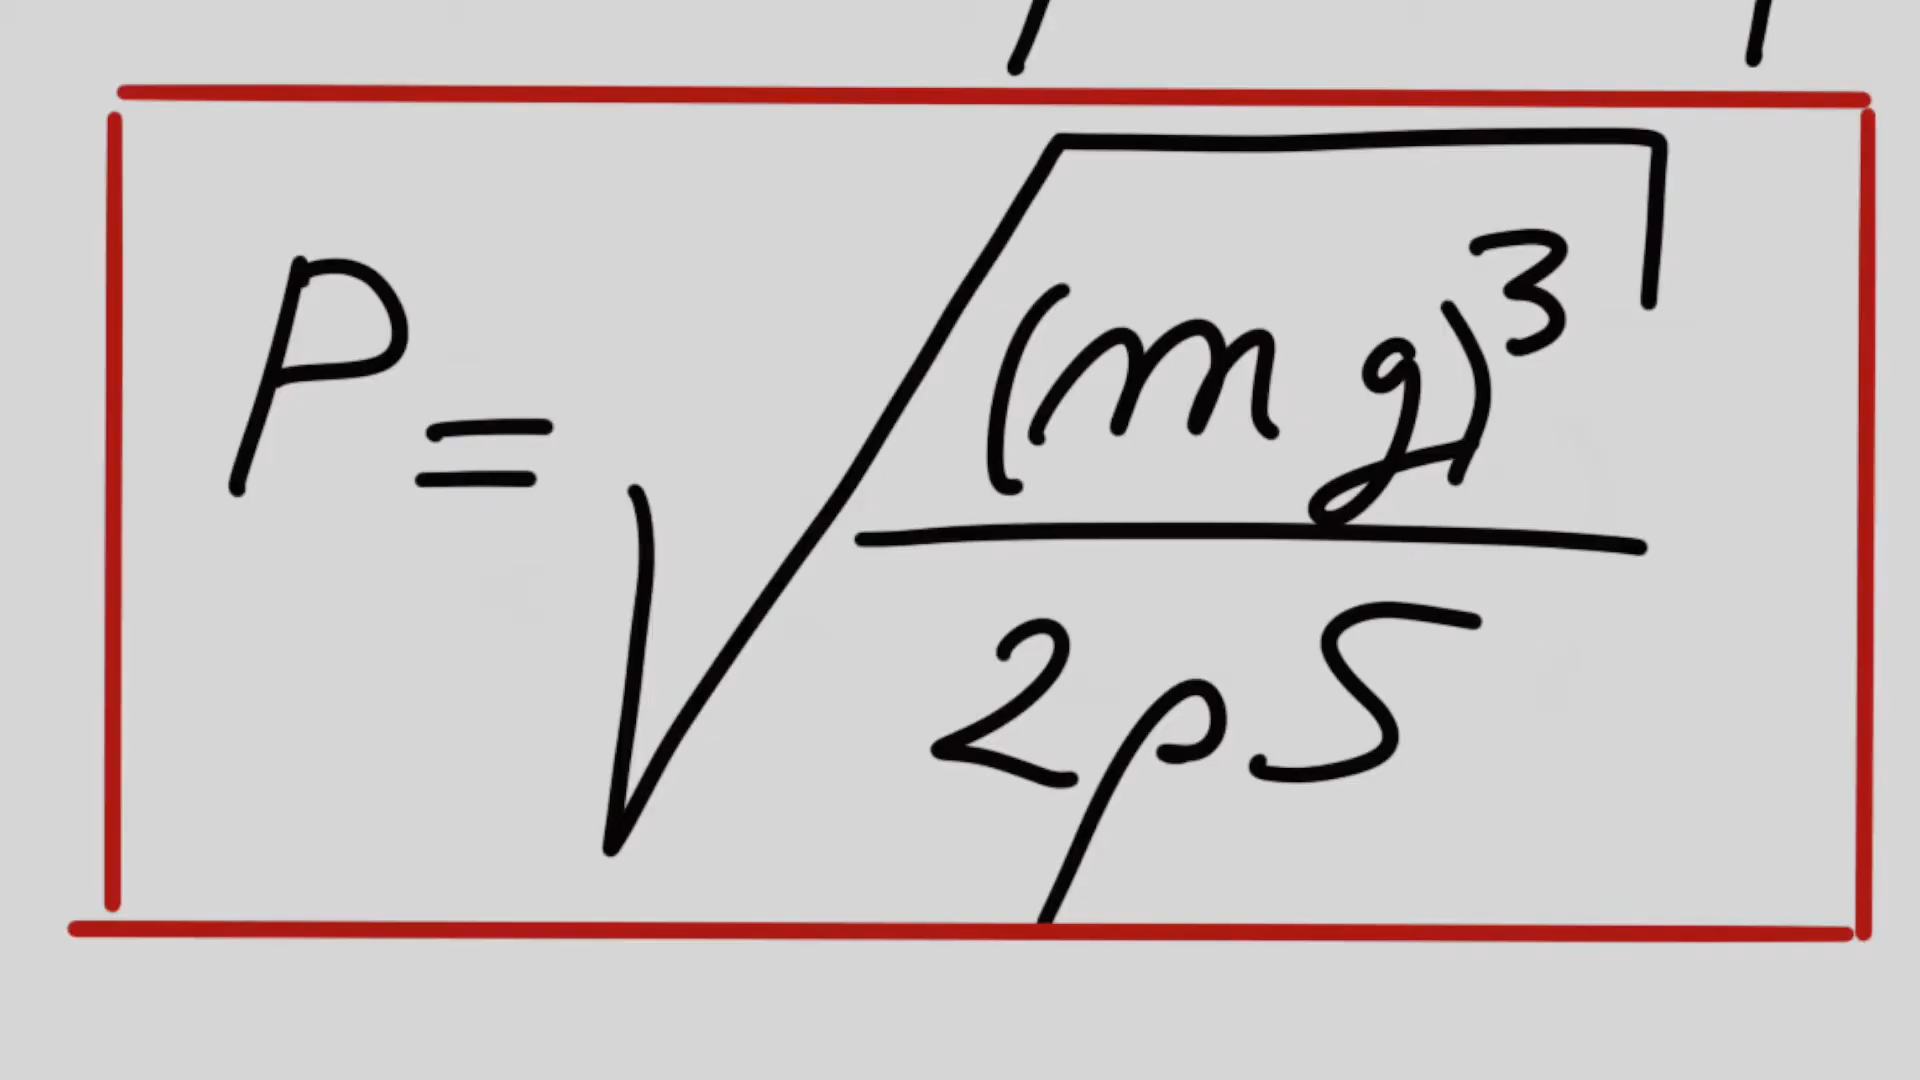 P = √((mg)³ / 2ρS)